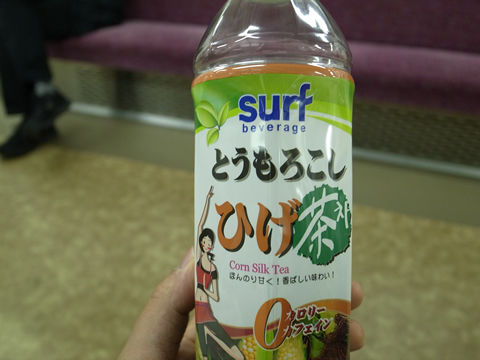 surf
beverage
とうもろこし
ひげ茶
Corn Silk Tea
ほんのり甘く！香ばしい味わい！
0カロリー
カフェイン